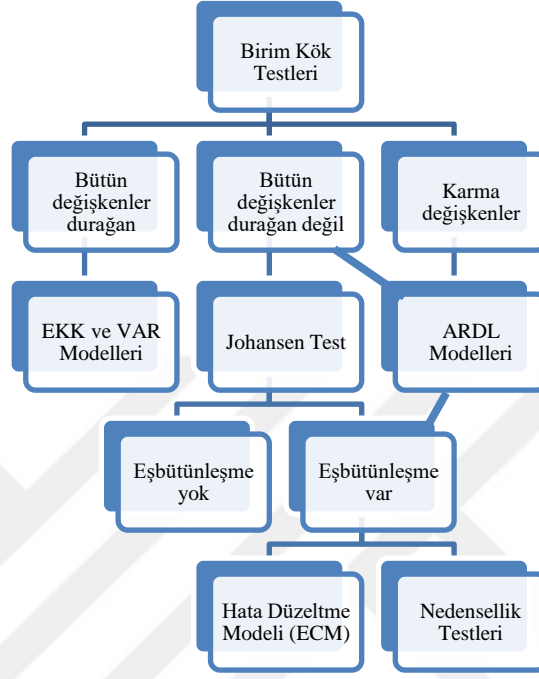 Birim Kök
Testleri
Bütün
değişkenler
durağan
Bütün
değişkenler
durağan değil
Karma
değişkenler
EKK ve VAR
Modelleri
Johansen Test
ARDL
Modelleri
Eşbütünleşme
yok
Eşbütünleşme
var
Hata Düzeltme
Modeli (ECM)
Nedensellik
Testleri